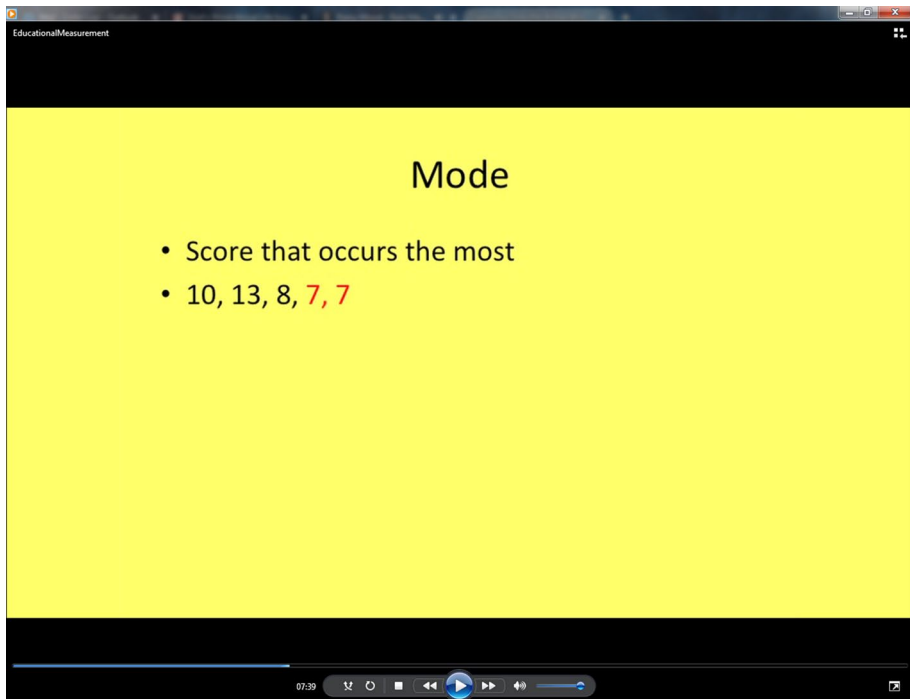 EducationalMeasurement
Mode
• Score that occurs the most
• 10, 13, 8, 7, 7
07:39